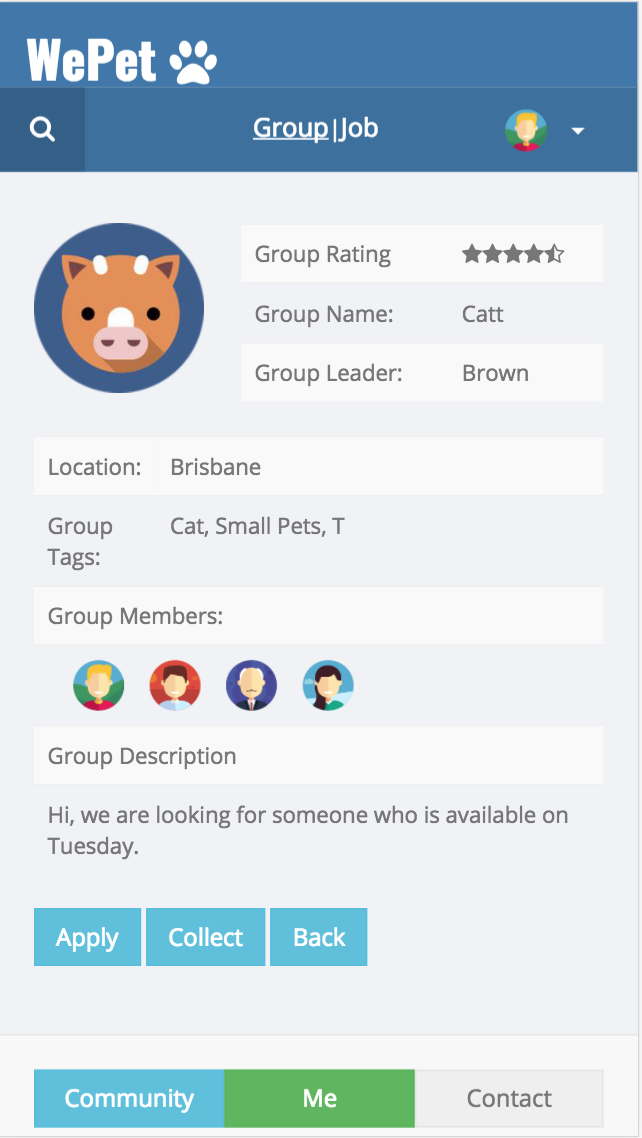 WePet
Group|Job
Group Rating
Group Name: Catt
Group Leader: Brown
Location: Brisbane
Group Cat, Small Pets, T
Tags:
Group Members:
Group Description
Hi, we are looking for someone who is available on
Tuesday.
Apply Collect Back
Community Me Contact